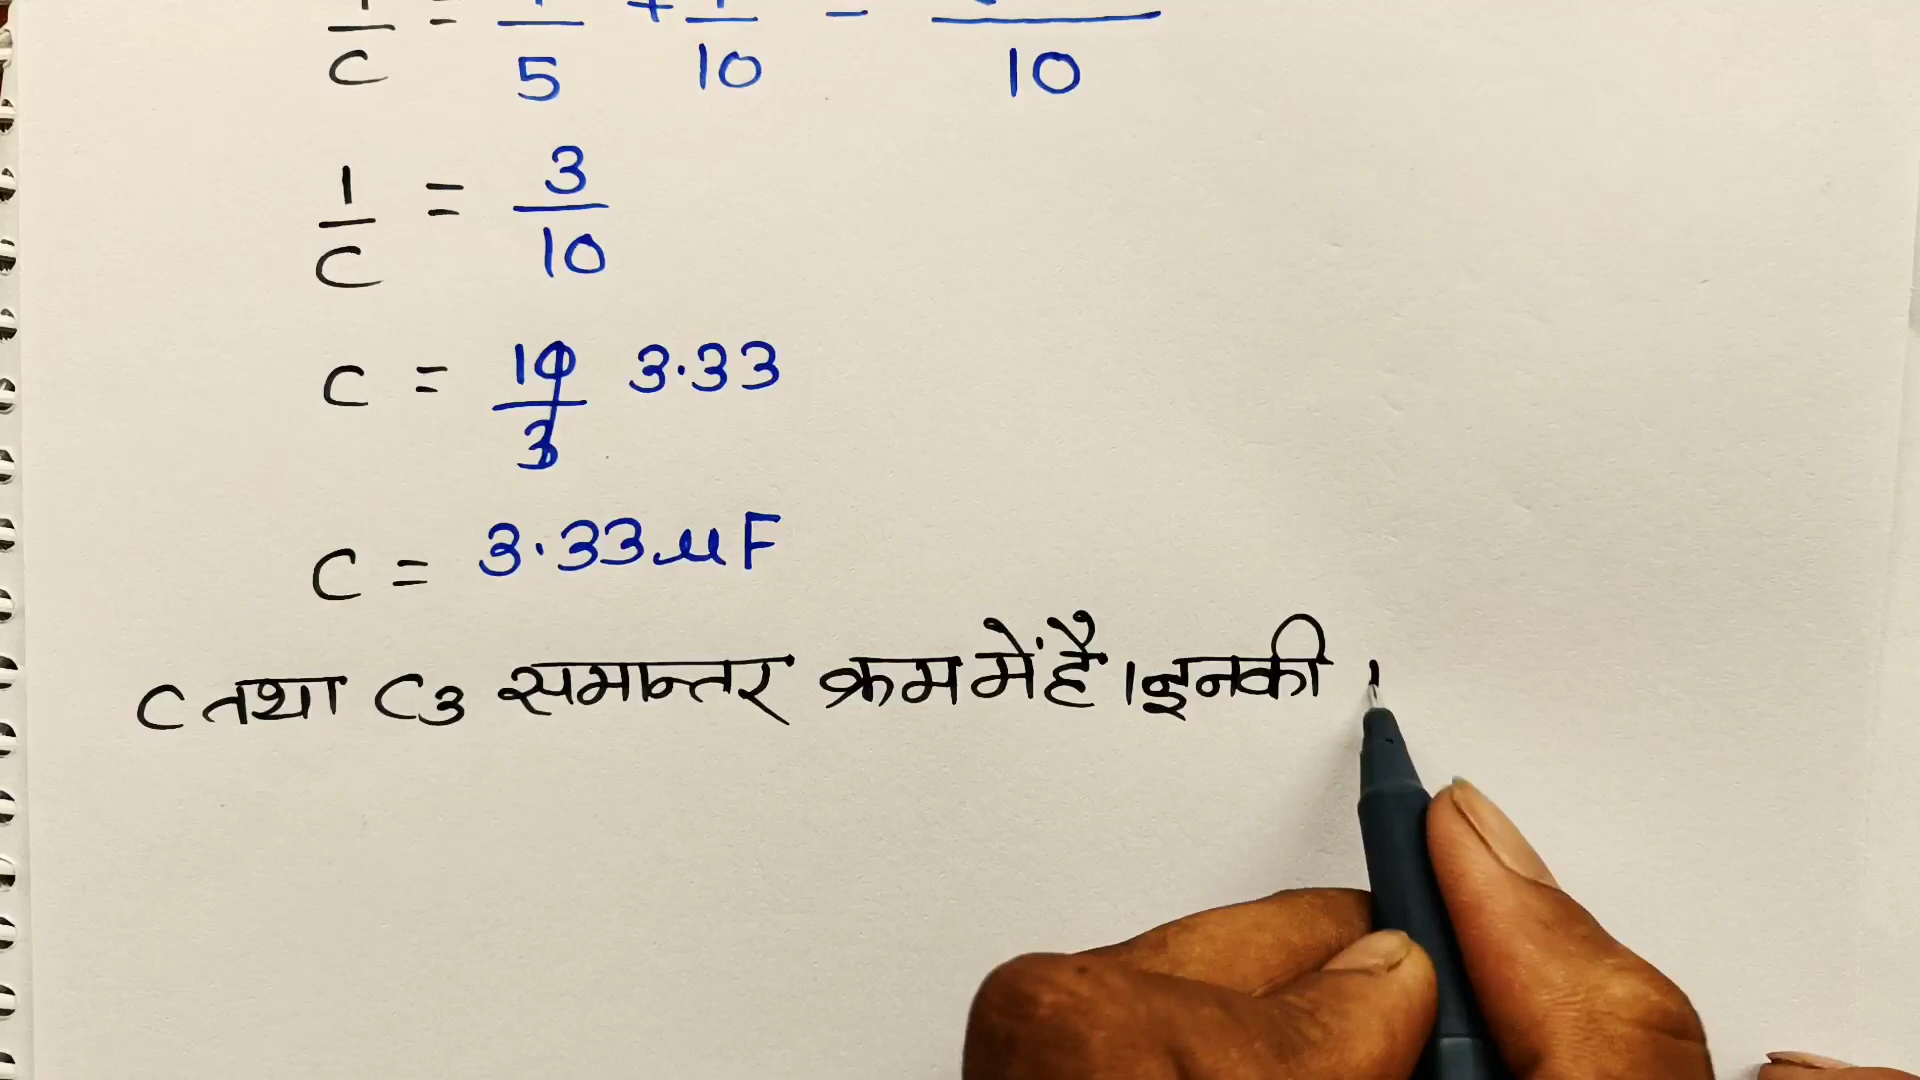 1/C = 1/5 + 1/10 = /10
1/C = 3/10
C = 10/3 3.33
C = 3.33 μF
C तथा C3 समान्तर क्रम में है। इनकी